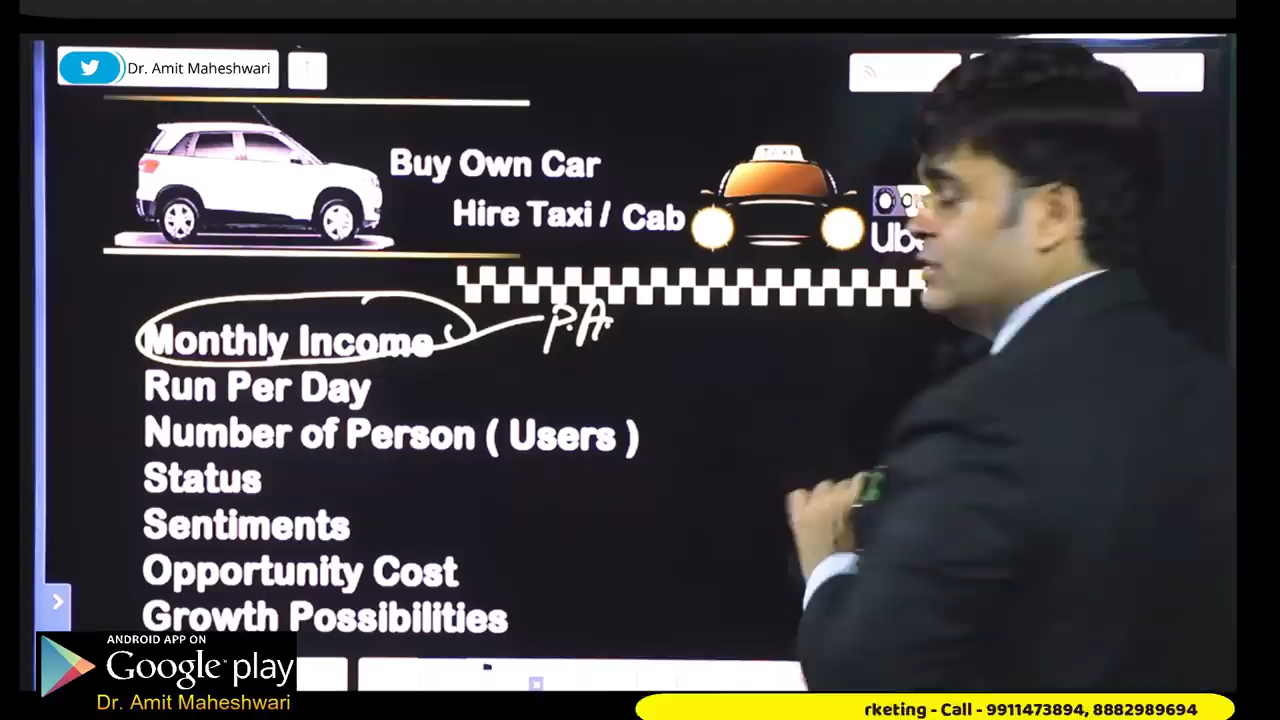 Dr. Amit Maheshwari
Buy Own Car
Hire Taxi / Cab
TAXI
Monthly Income
P.A.
Run Per Day
Number of Person ( Users )
Status
Sentiments
Opportunity Cost
Growth Possibilities
ANDROID APP ON
Google play
Dr. Amit Maheshwari
rketing - Call - 9911473894, 8882989694